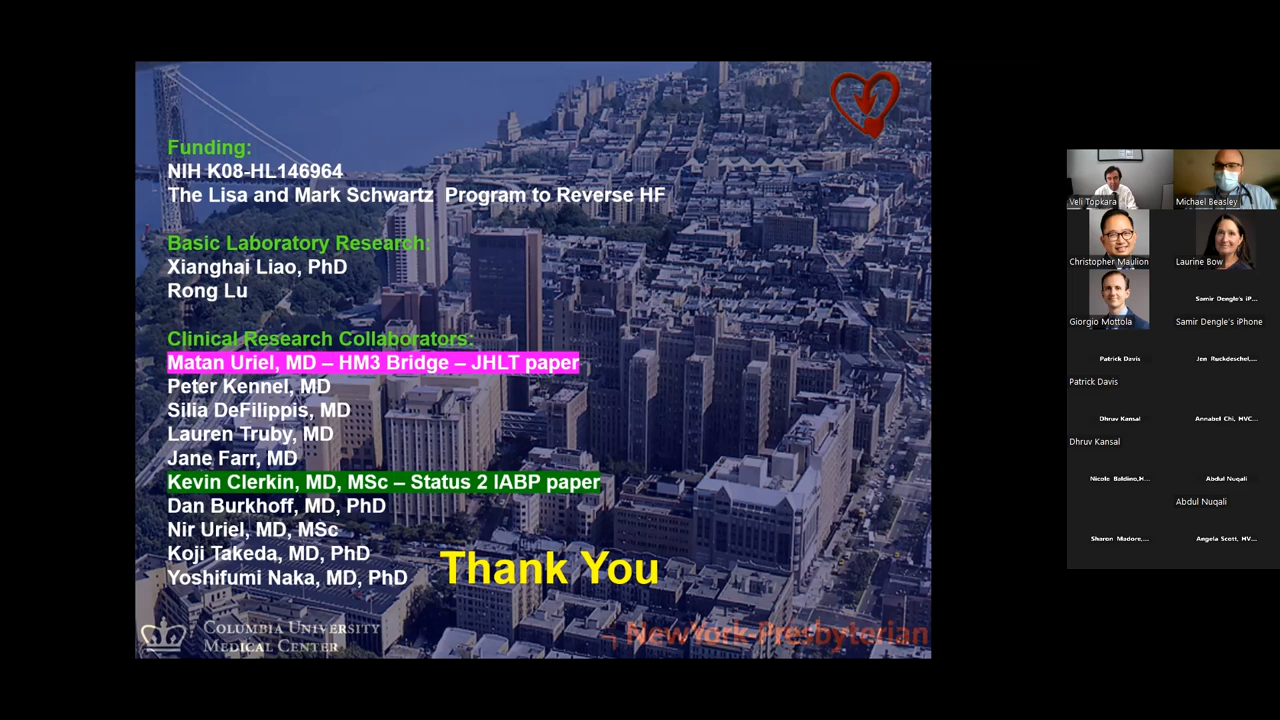 Funding:
NIH K08-HL146964
The Lisa and Mark Schwartz Program to Reverse HF
Basic Laboratory Research:
Xianghai Liao, PhD
Rong Lu
Clinical Research Collaborators:
Matan Uriel, MD – HM3 Bridge – JHLT paper
Peter Kennel, MD
Silia DeFilippis, MD
Lauren Truby, MD
Jane Farr, MD
Kevin Clerkin, MD, MSc – Status 2 IABP paper
Dan Burkhoff, MD, PhD
Nir Uriel, MD, MSc
Koji Takeda, MD, PhD
Yoshifumi Naka, MD, PhD
Thank You
COLUMBIA UNIVERSITY
MEDICAL CENTER
NewYork-Presbyterian
Veli Topkara
Michael Beasley
Christopher Maulion
Laurine Bow
Giorgio Mottola
Samir Dengle's iP...
Samir Dengle's iPhone
Patrick Davis
Jen Ruckdeschel,...
Patrick Davis
Dhruv Kansal
Annabel Chi, MVC...
Dhruv Kansal
Nicole Baldino,H...
Abdul Nuqali
Abdul Nuqali
Sharon Madore,...
Angela Scott, MV...